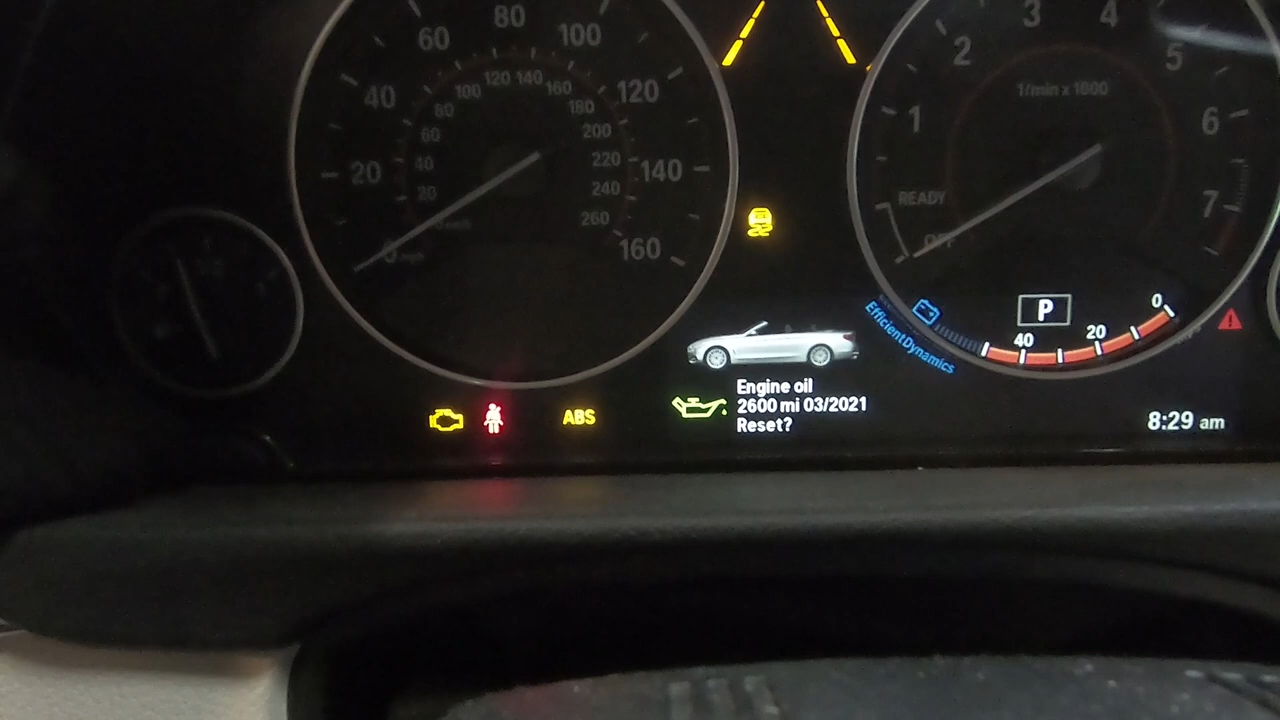 80
60
100
40
120
20
140
0 mph
160
120
140
100
160
80
180
60
200
40
220
20
240
260
3
4
2
5
1/min x 1000
1
6
READY
7
OFF
P
0
20
40
EfficientDynamics
Engine oil
2600 mi 03/2021
Reset?
ABS
8:29 am